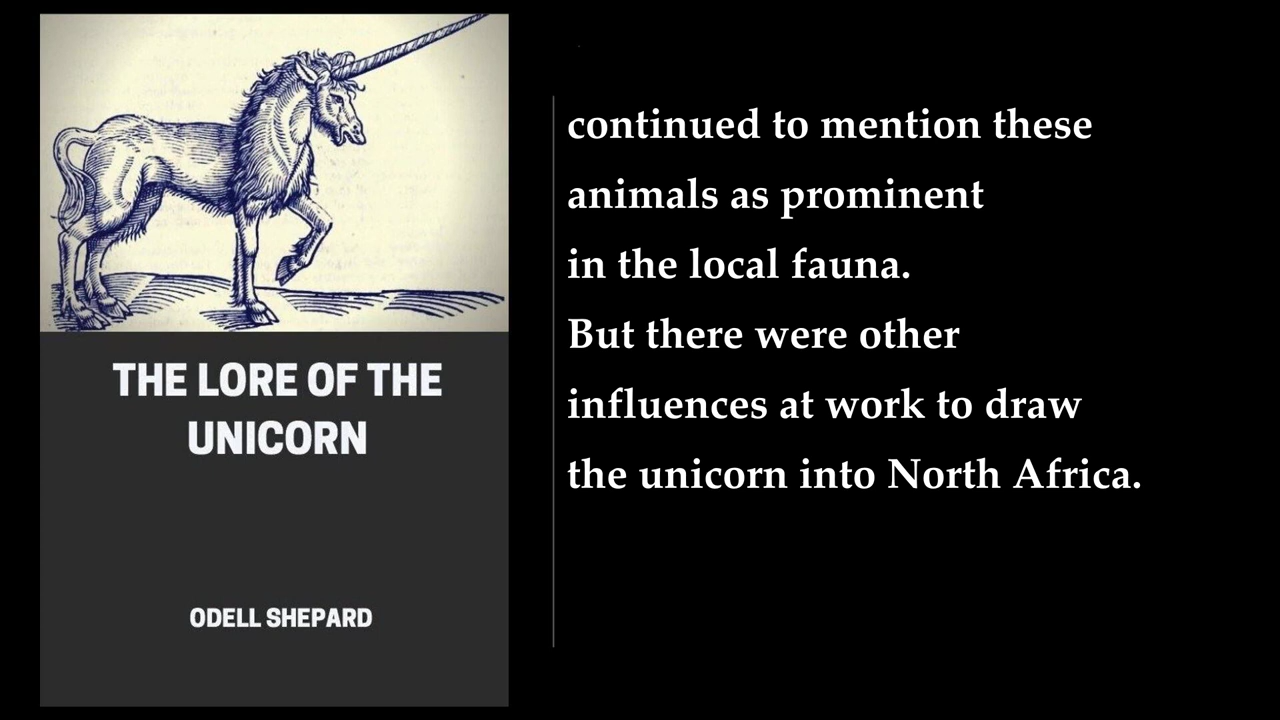 THE LORE OF THE
UNICORN
ODELL SHEPARD
continued to mention these
animals as prominent
in the local fauna.
But there were other
influences at work to draw
the unicorn into North Africa.